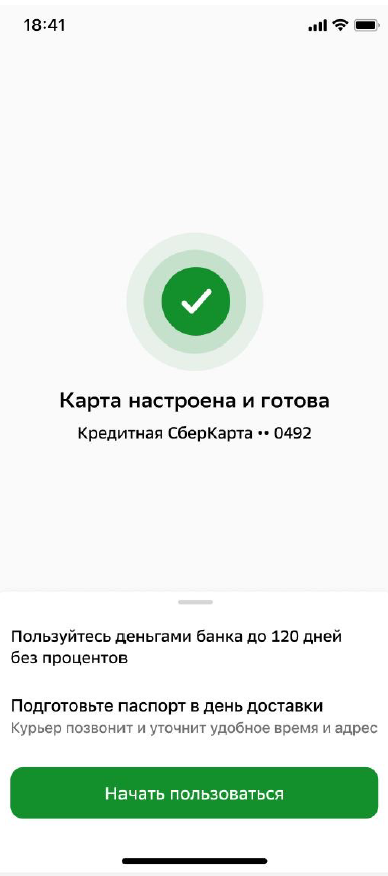 18:41
Карта настроена и готова
Кредитная СберКарта •• 0492
Пользуйтесь деньгами банка до 120 дней
без процентов
Подготовьте паспорт в день доставки
Курьер позвонит и уточнит удобное время и адрес
Начать пользоваться